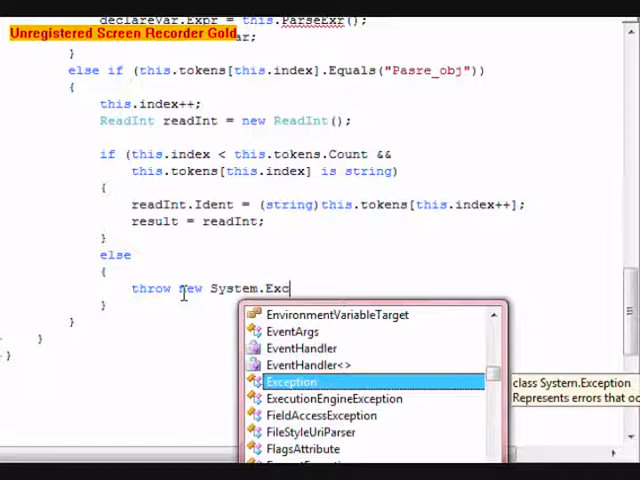 declareVar.Expr = this.ParseExr();
Unregistered Screen Recorder Gold
ar;
}
else if (this.tokens[this.index].Equals("Pasre_obj"))
{
this.index++;
ReadInt readInt = new ReadInt();
if (this.index < this.tokens.Count &&
this.tokens[this.index] is string)
{
readInt.Ident = (string)this.tokens[this.index++];
result = readInt;
}
else
{
throw new System.Exc
}
}
}
}
EnvironmentVariableTarget
EventArgs
EventHandler
EventHandler<>
Exception
ExecutionEngineException
FieldAccessException
FileStyleUriParser
FlagsAttribute
class System.Exception
Represents errors that oc